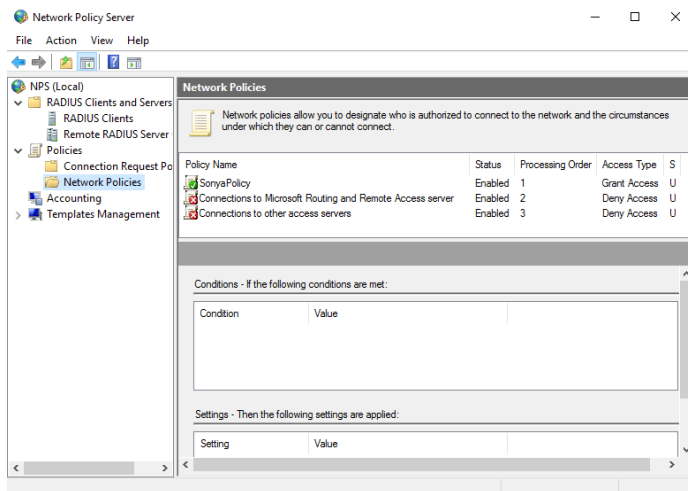 Network Policy Server
File Action View Help
NPS (Local)
RADIUS Clients and Servers
RADIUS Clients
Remote RADIUS Server
Policies
Connection Request Po
Network Policies
Accounting
Templates Management
Network Policies
Network policies allow you to designate who is authorized to connect to the network and the circumstances
under which they can or cannot connect.
Policy Name Status Processing Order Access Type S
SonyaPolicy Enabled 1 Grant Access U
Connections to Microsoft Routing and Remote Access server Enabled 2 Deny Access U
Connections to other access servers Enabled 3 Deny Access U
Conditions - If the following conditions are met:
Condition Value
Settings - Then the following settings are applied:
Setting Value